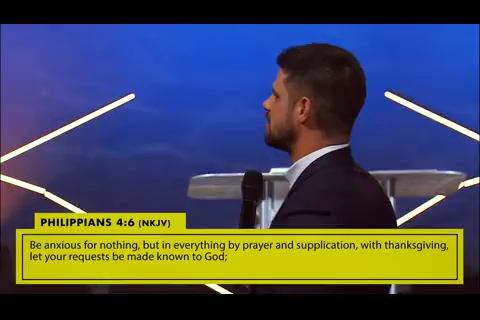 PHILIPPIANS 4:6 (NKJV)
Be anxious for nothing, but in everything by prayer and supplication, with thanksgiving,
let your requests be made known to God;